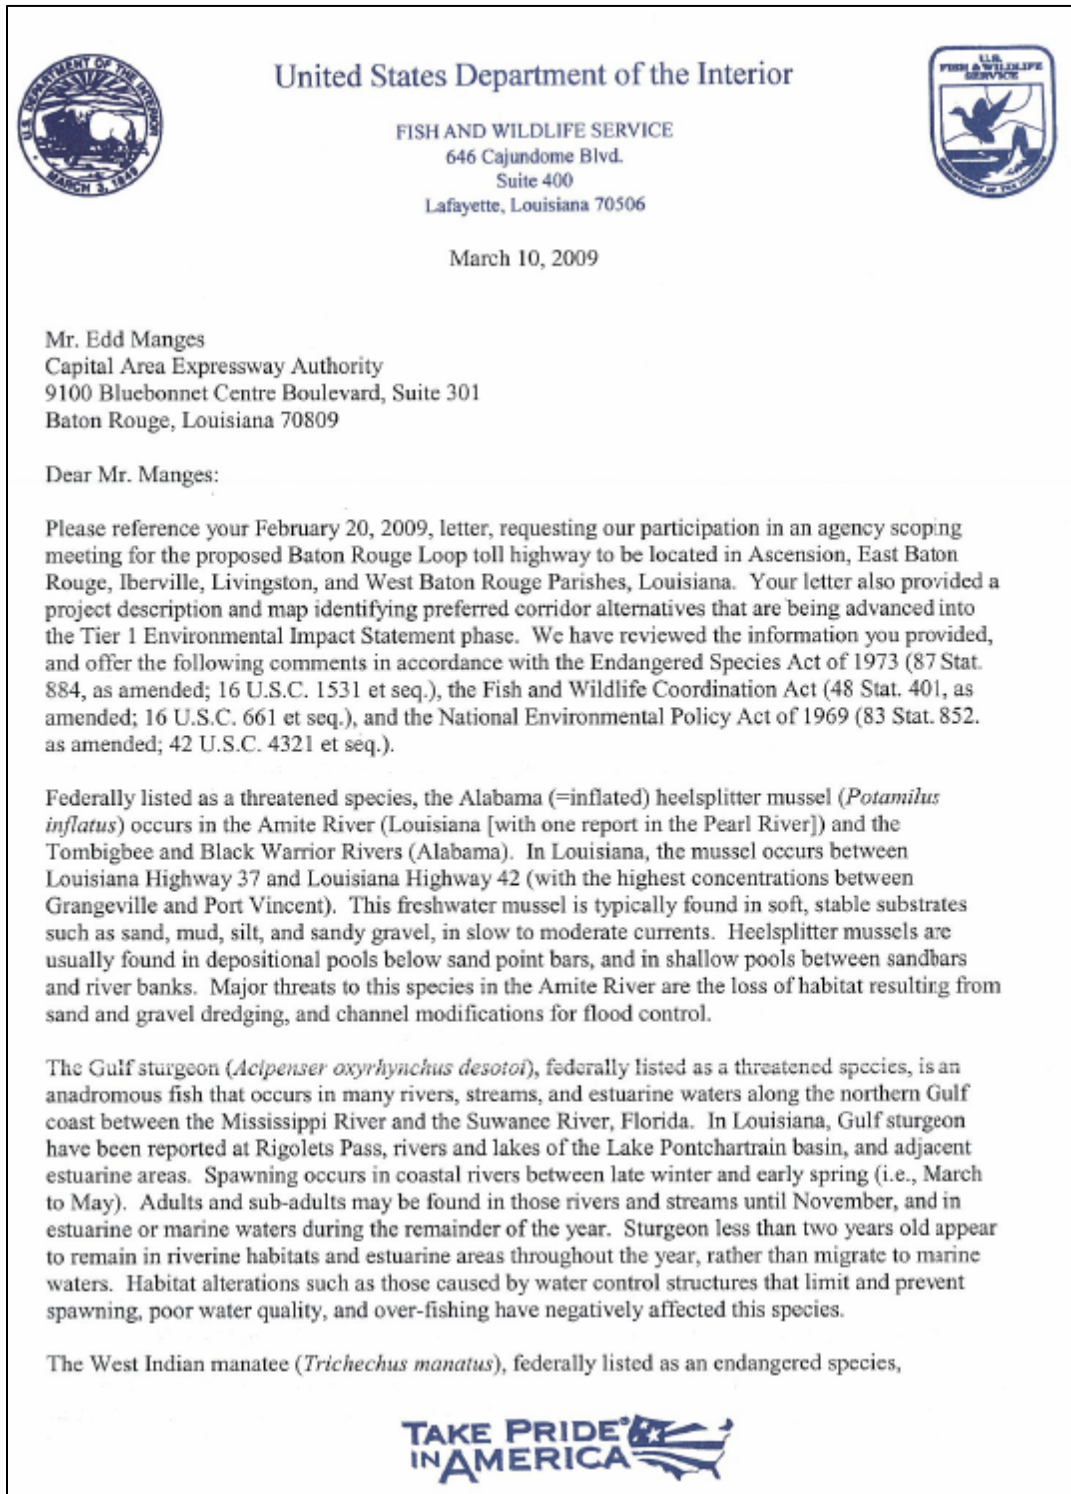 U.S. DEPARTMENT OF THE INTERIOR
MARCH 3, 1849
United States Department of the Interior
FISH AND WILDLIFE SERVICE
646 Cajundome Blvd.
Suite 400
Lafayette, Louisiana 70506
U.S.
FISH & WILDLIFE
SERVICE
DEPARTMENT OF THE INTERIOR
March 10, 2009
Mr. Edd Manges
Capital Area Expressway Authority
9100 Bluebonnet Centre Boulevard, Suite 301
Baton Rouge, Louisiana 70809
Dear Mr. Manges:
Please reference your February 20, 2009, letter, requesting our participation in an agency scoping
meeting for the proposed Baton Rouge Loop toll highway to be located in Ascension, East Baton
Rouge, Iberville, Livingston, and West Baton Rouge Parishes, Louisiana. Your letter also provided a
project description and map identifying preferred corridor alternatives that are being advanced into
the Tier 1 Environmental Impact Statement phase. We have reviewed the information you provided,
and offer the following comments in accordance with the Endangered Species Act of 1973 (87 Stat.
884, as amended; 16 U.S.C. 1531 et seq.), the Fish and Wildlife Coordination Act (48 Stat. 401, as
amended; 16 U.S.C. 661 et seq.), and the National Environmental Policy Act of 1969 (83 Stat. 852.
as amended; 42 U.S.C. 4321 et seq.).
Federally listed as a threatened species, the Alabama (=inflated) heelsplitter mussel (Potamilus
inflatus) occurs in the Amite River (Louisiana [with one report in the Pearl River]) and the
Tombigbee and Black Warrior Rivers (Alabama). In Louisiana, the mussel occurs between
Louisiana Highway 37 and Louisiana Highway 42 (with the highest concentrations between
Grangeville and Port Vincent). This freshwater mussel is typically found in soft, stable substrates
such as sand, mud, silt, and sandy gravel, in slow to moderate currents. Heelsplitter mussels are
usually found in depositional pools below sand point bars, and in shallow pools between sandbars
and river banks. Major threats to this species in the Amite River are the loss of habitat resulting from
sand and gravel dredging, and channel modifications for flood control.
The Gulf sturgeon (Acipenser oxyrhynchus desotoi), federally listed as a threatened species, is an
anadromous fish that occurs in many rivers, streams, and estuarine waters along the northern Gulf
coast between the Mississippi River and the Suwanee River, Florida. In Louisiana, Gulf sturgeon
have been reported at Rigolets Pass, rivers and lakes of the Lake Pontchartrain basin, and adjacent
estuarine areas. Spawning occurs in coastal rivers between late winter and early spring (i.e., March
to May). Adults and sub-adults may be found in those rivers and streams until November, and in
estuarine or marine waters during the remainder of the year. Sturgeon less than two years old appear
to remain in riverine habitats and estuarine areas throughout the year, rather than migrate to marine
waters. Habitat alterations such as those caused by water control structures that limit and prevent
spawning, poor water quality, and over-fishing have negatively affected this species.
The West Indian manatee (Trichechus manatus), federally listed as an endangered species,
TAKE PRIDE®
IN AMERICA